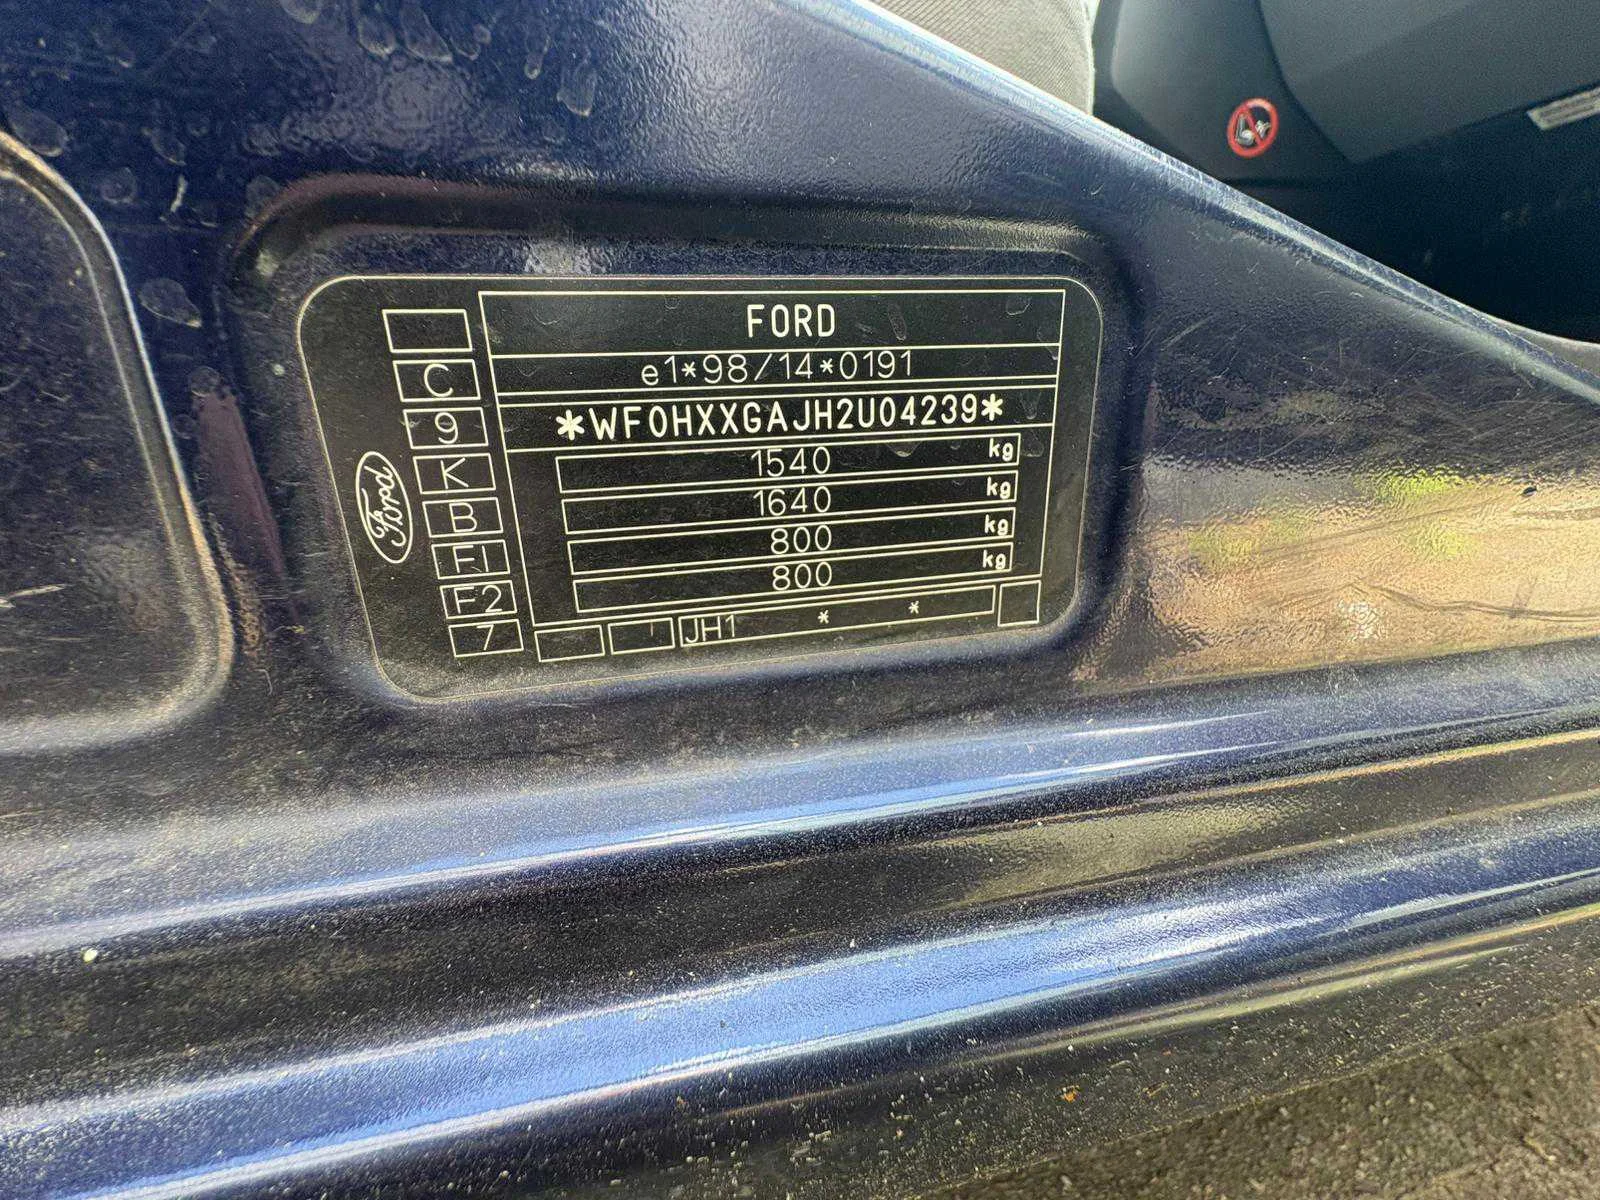 FORD
e1*98/14*0191
*WF0HXXGAJH2U04239*
1540 kg
1640 kg
800 kg
800 kg
JH1 * *
C
9
K
B
F2
7
Ford